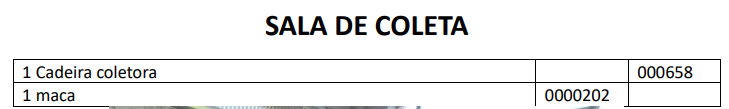 SALA DE COLETA
1 Cadeira coletora 000658
1 maca 0000202